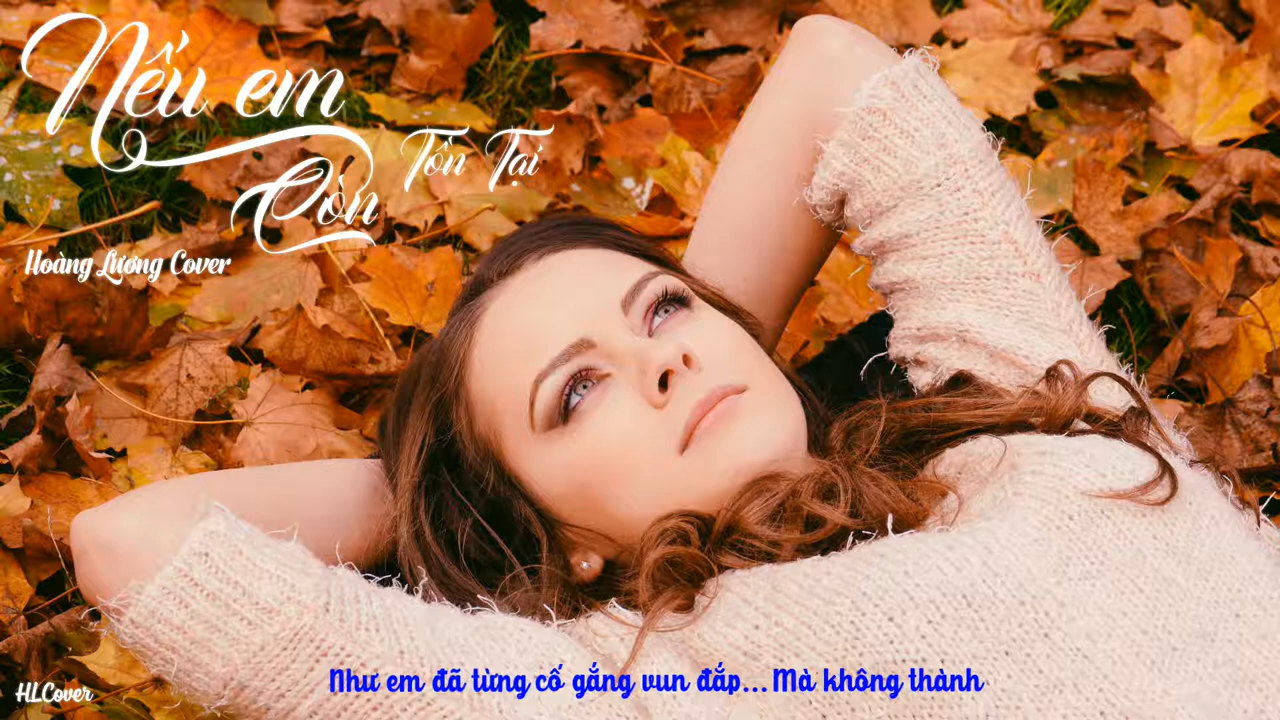 Nếu em
Còn Tồn Tại
Hoàng Lương Cover
Như em đã từng cố gắng vun đắp... Mà không thành
HLCover